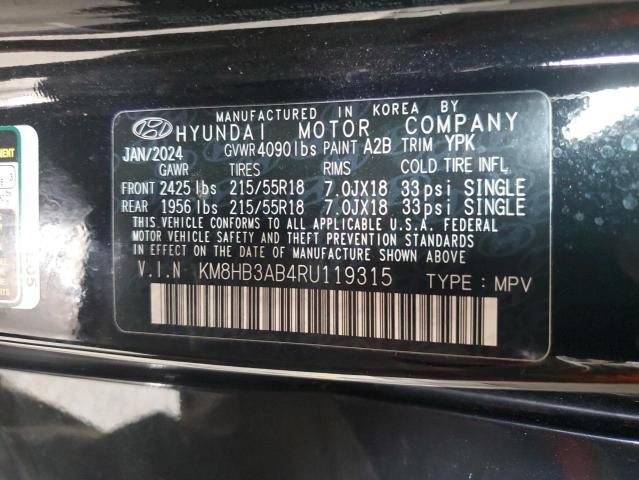 MANUFACTURED IN KOREA BY
HYUNDAI MOTOR COMPANY
JAN/2024 GVWR 4090 lbs PAINT A2B TRIM YPK
GAWR TIRES RIMS COLD TIRE INFL
FRONT 2425 lbs 215/55R18 7.0JX18 33psi SINGLE
REAR 1956 lbs 215/55R18 7.0JX18 33psi SINGLE
THIS VEHICLE CONFORMS TO ALL APPLICABLE U.S.A. FEDERAL
MOTOR VEHICLE SAFETY AND THEFT PREVENTION STANDARDS
IN EFFECT ON THE DATE OF MANUFACTURE SHOWN ABOVE.
V.I.N KM8HB3AB4RU119315 TYPE : MPV